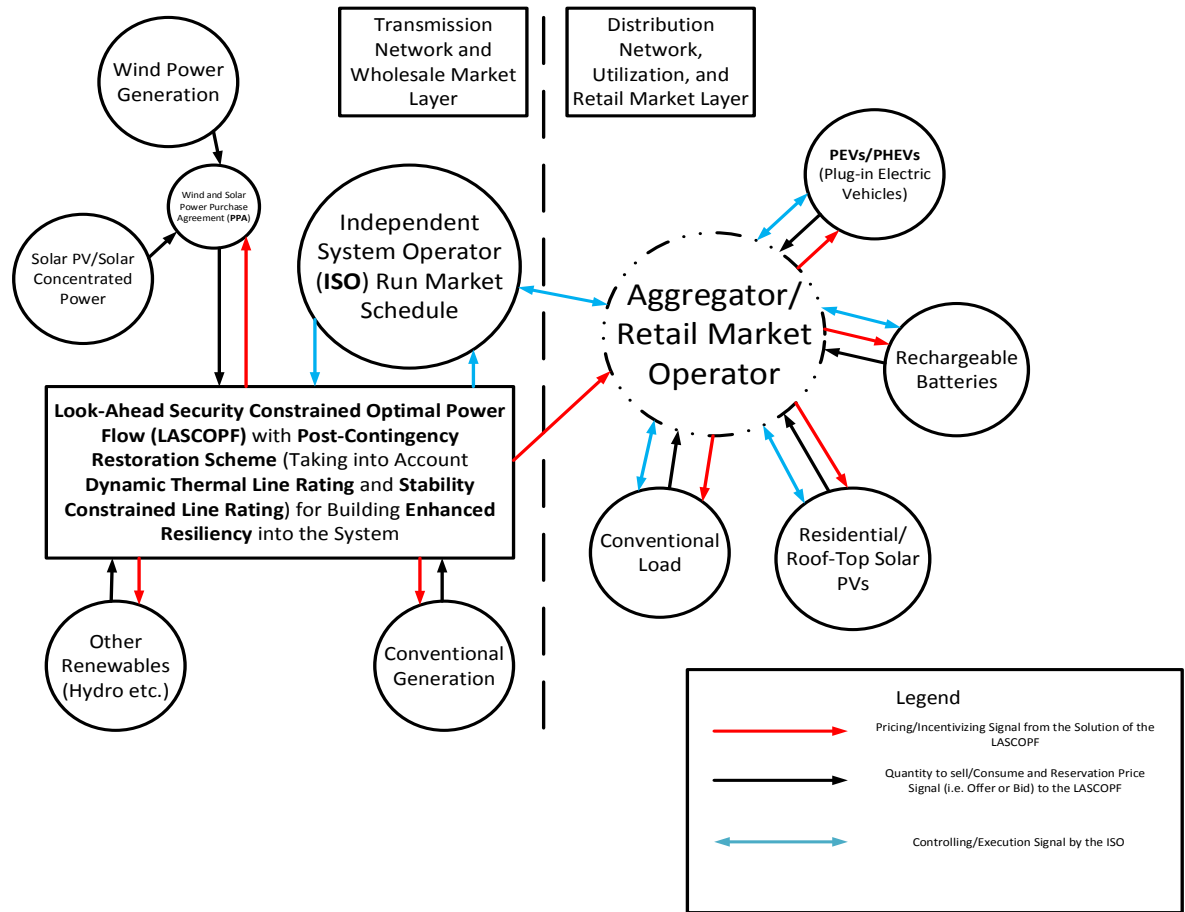 Transmission
Network and
Wholesale Market
Layer
Distribution
Network,
Utilization, and
Retail Market Layer
Wind Power
Generation
Wind and Solar
Power Purchase
Agreement (PPA)
Solar PV/Solar
Concentrated
Power
Independent
System Operator
(ISO) Run Market
Schedule
PEVs/PHEVs
(Plug-in Electric
Vehicles)
Aggregator/
Retail Market
Operator
Rechargeable
Batteries
Look-Ahead Security Constrained Optimal Power
Flow (LASCOPF) with Post-Contingency
Restoration Scheme (Taking into Account
Dynamic Thermal Line Rating and Stability
Constrained Line Rating) for Building Enhanced
Resiliency into the System
Conventional
Load
Residential/
Roof-Top Solar
PVs
Other
Renewables
(Hydro etc.)
Conventional
Generation
Legend
Pricing/Incentivizing Signal from the Solution of the
LASCOPF
Quantity to sell/Consume and Reservation Price
Signal (i.e. Offer or Bid) to the LASCOPF
Controlling/Execution Signal by the ISO